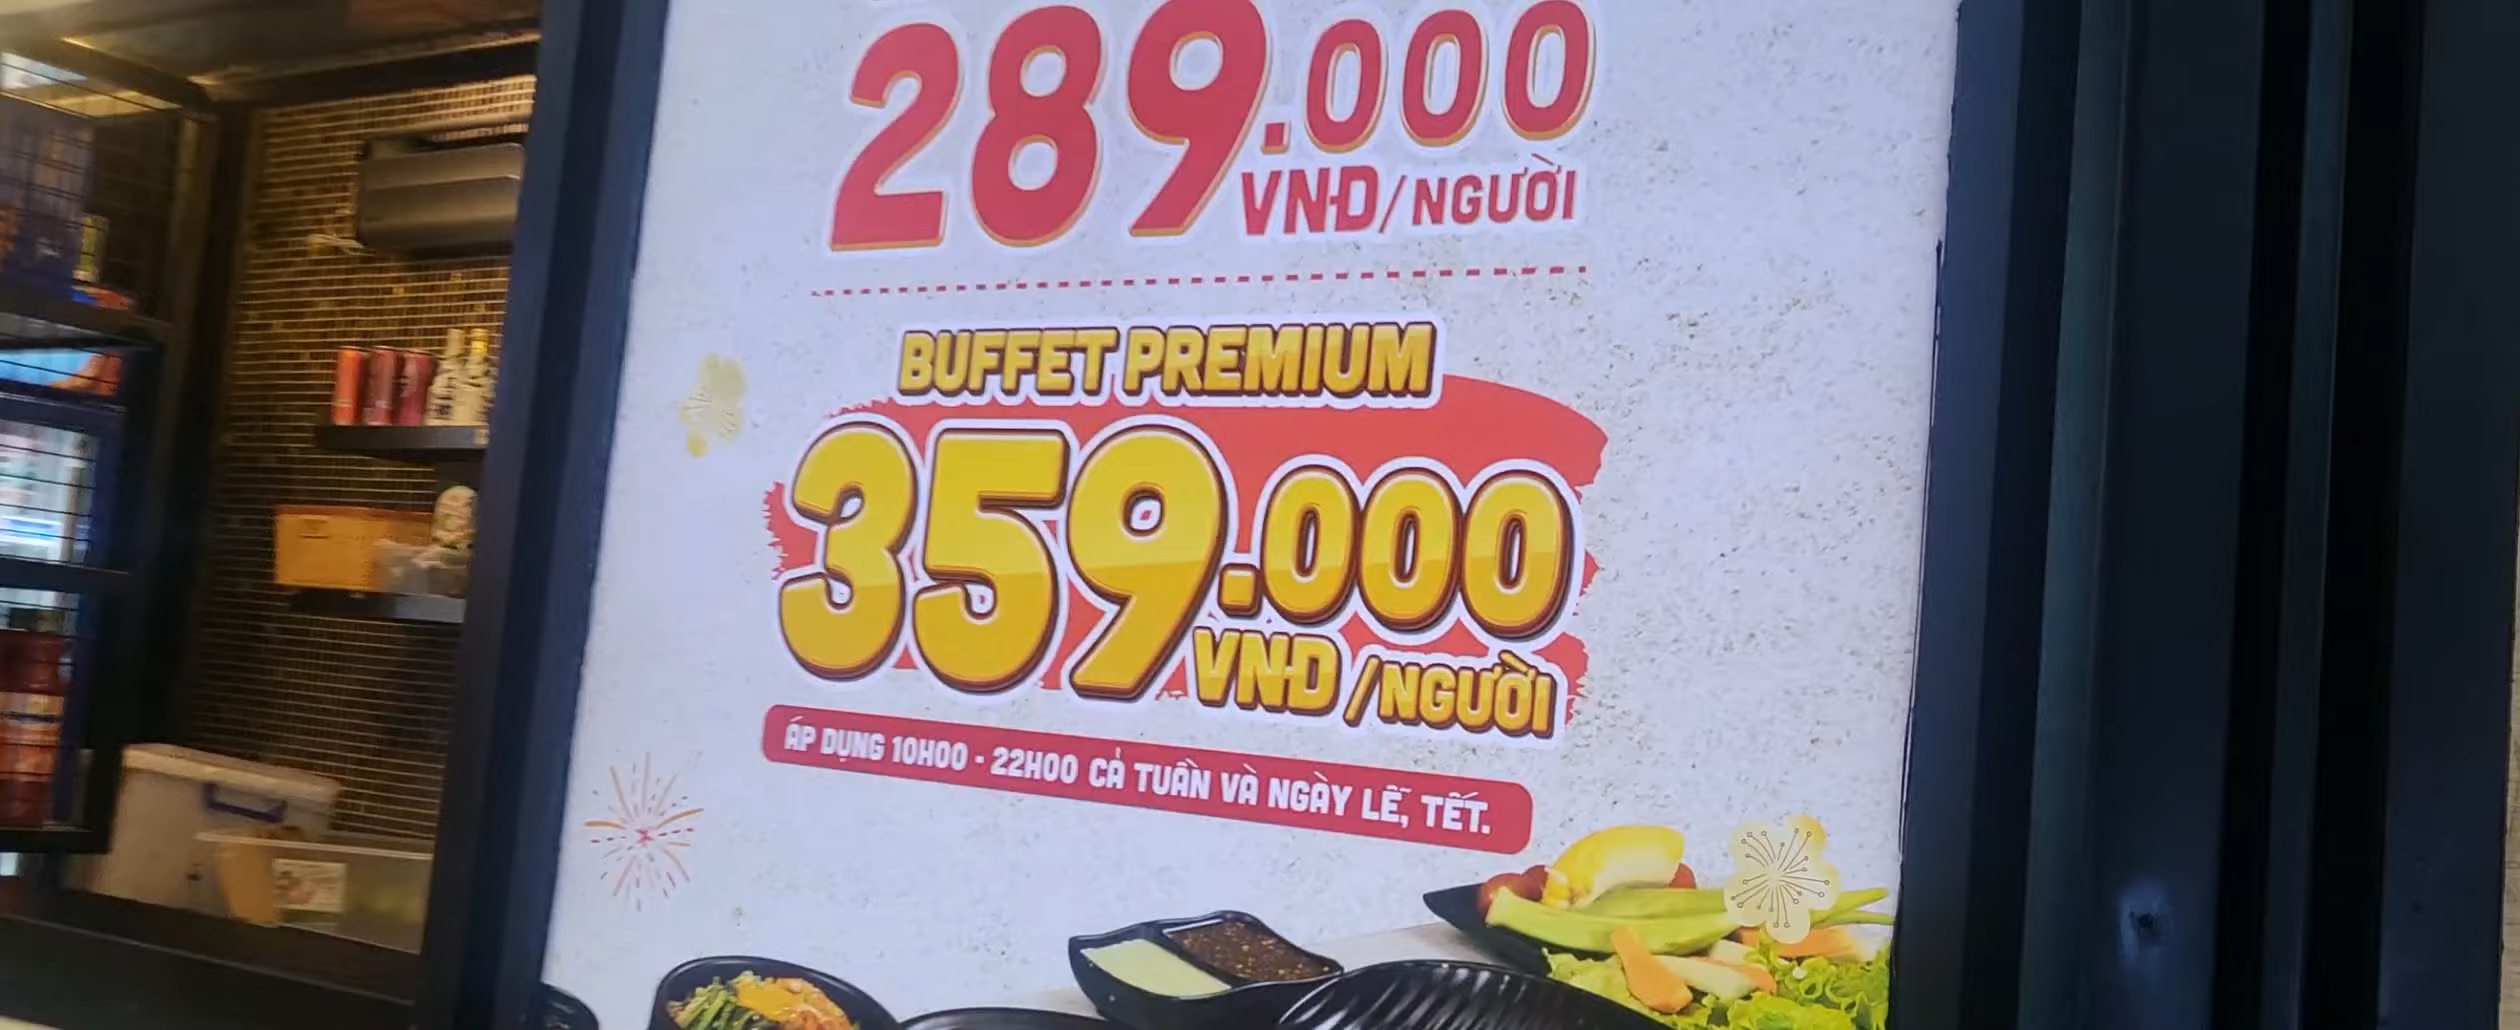 289.000
VNĐ/NGƯỜI
BUFFET PREMIUM
359.000
VNĐ/NGƯỜI
ÁP DỤNG 10H00 - 22H00 CẢ TUẦN VÀ NGÀY LỄ, TẾT.